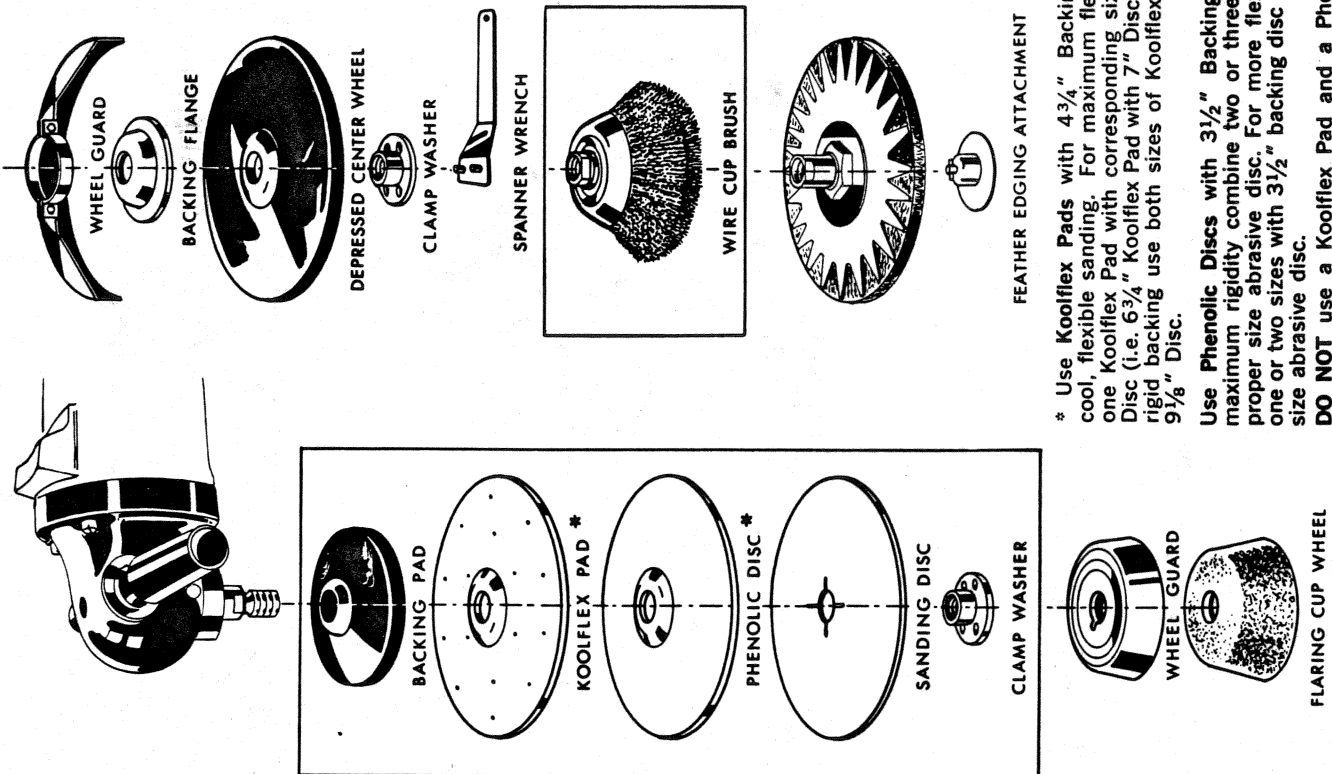 BACKING PAD
KOOLFLEX PAD *
PHENOLIC DISC *
SANDING DISC
CLAMP WASHER
WHEEL GUARD
FLARING CUP WHEEL
WHEEL GUARD
BACKING FLANGE
DEPRESSED CENTER WHEEL
CLAMP WASHER
SPANNER WRENCH
WIRE CUP BRUSH
FEATHER EDGING ATTACHMENT
* Use Koolflex Pads with 4¾" Backin
cool, flexible sanding. For maximum fle
one Koolflex Pad with corresponding siz
Disc (i.e. 6¾" Koolflex Pad with 7" Disc
rigid backing use both sizes of Koolflex
9⅛" Disc.
Use Phenolic Discs with 3½" Backing
maximum rigidity combine two or three
proper size abrasive disc. For more fle
one or two sizes with 3½" backing disc
size abrasive disc.
DO NOT use a Koolflex Pad and a